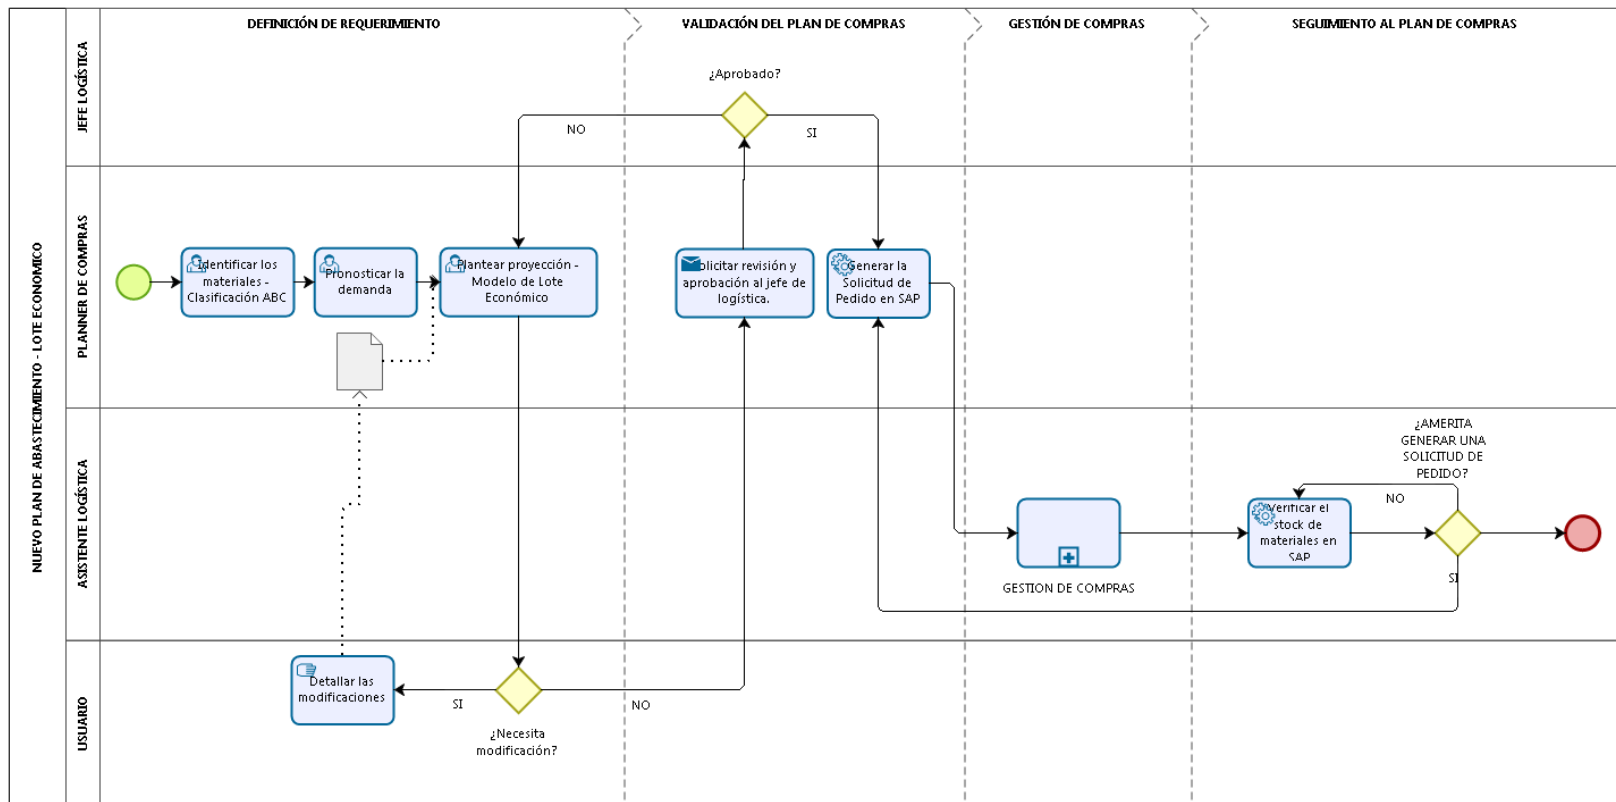 DEFINICIÓN DE REQUERIMIENTO
VALIDACIÓN DEL PLAN DE COMPRAS
GESTIÓN DE COMPRAS
SEGUIMIENTO AL PLAN DE COMPRAS
NUEVO PLAN DE ABASTECIMIENTO - LOTE ECONOMICO
JEFE LOGÍSTICA
¿Aprobado?
NO
SI
PLANNER DE COMPRAS
Identificar los
materiales -
Clasificación ABC
Pronosticar la
demanda
Plantear proyección -
Modelo de Lote
Económico
Solicitar revisión y
aprobación al jefe de
logística.
Generar la
Solicitud de
Pedido en SAP
ASISTENTE LOGÍSTICA
GESTION DE COMPRAS
Verificar el
stock de
materiales en
SAP
¿AMERITA
GENERAR UNA
SOLICITUD DE
PEDIDO?
NO
SI
USUARIO
Detallar las
modificaciones
SI
¿Necesita
modificación?
NO